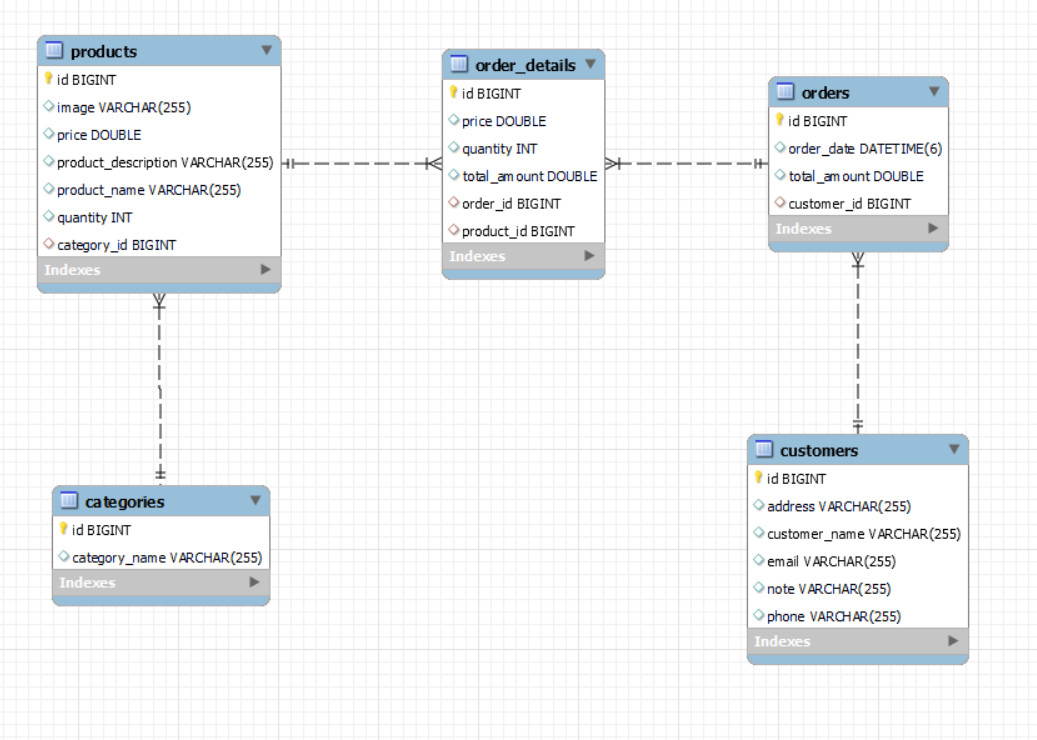 products
id BIGINT
image VARCHAR(255)
price DOUBLE
product_description VARCHAR(255)
product_name VARCHAR(255)
quantity INT
category_id BIGINT
Indexes
order_details
id BIGINT
price DOUBLE
quantity INT
total_amount DOUBLE
order_id BIGINT
product_id BIGINT
Indexes
orders
id BIGINT
order_date DATETIME(6)
total_amount DOUBLE
customer_id BIGINT
Indexes
categories
id BIGINT
category_name VARCHAR(255)
Indexes
customers
id BIGINT
address VARCHAR(255)
customer_name VARCHAR(255)
email VARCHAR(255)
note VARCHAR(255)
phone VARCHAR(255)
Indexes